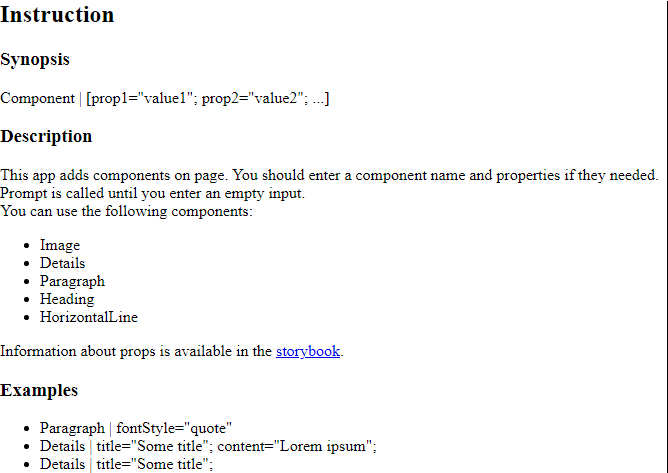 Instruction
Synopsis
Component | [prop1="value1"; prop2="value2"; ...]
Description
This app adds components on page. You should enter a component name and properties if they needed.
Prompt is called until you enter an empty input.
You can use the following components:
Image
Details
Paragraph
Heading
HorizontalLine
Information about props is available in the storybook.
Examples
Paragraph | fontStyle="quote"
Details | title="Some title"; content="Lorem ipsum";
Details | title="Some title";